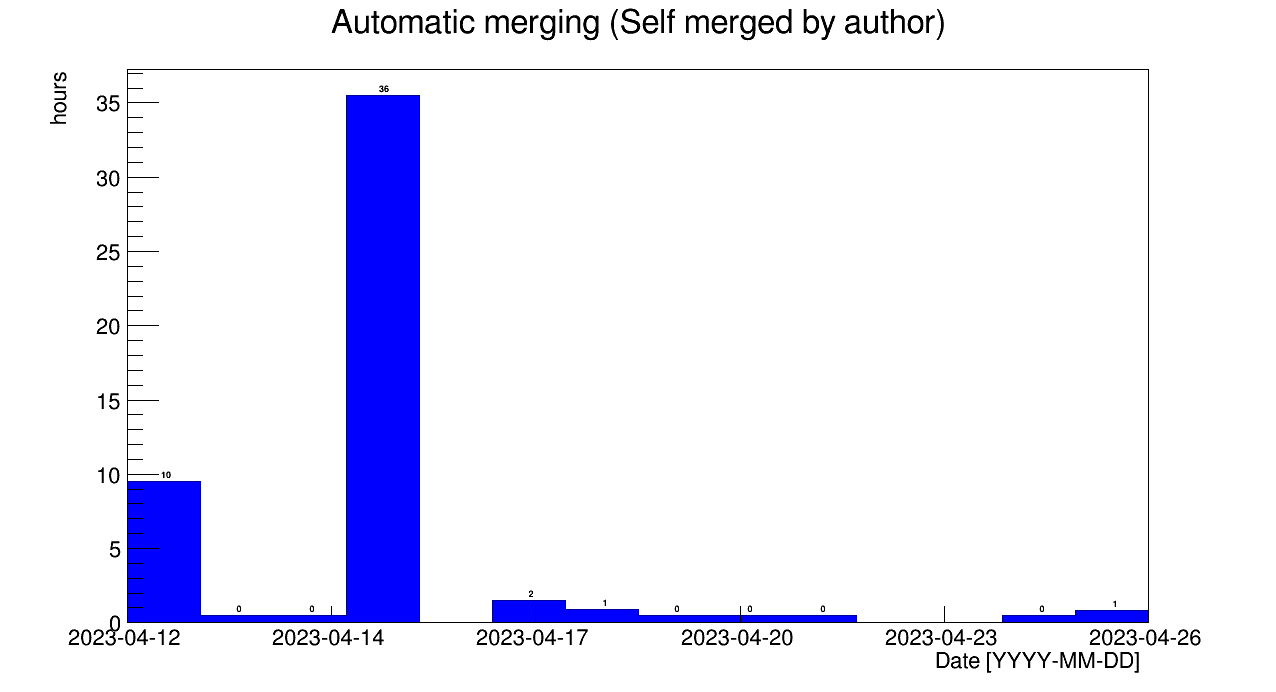 Automatic merging (Self merged by author)
hours
36
35
30
25
20
15
10 10
5
2
1
0 0 0 0 0 0 1
0
2023-04-12 2023-04-14 2023-04-17 2023-04-20 2023-04-23 2023-04-26
Date [YYYY-MM-DD]